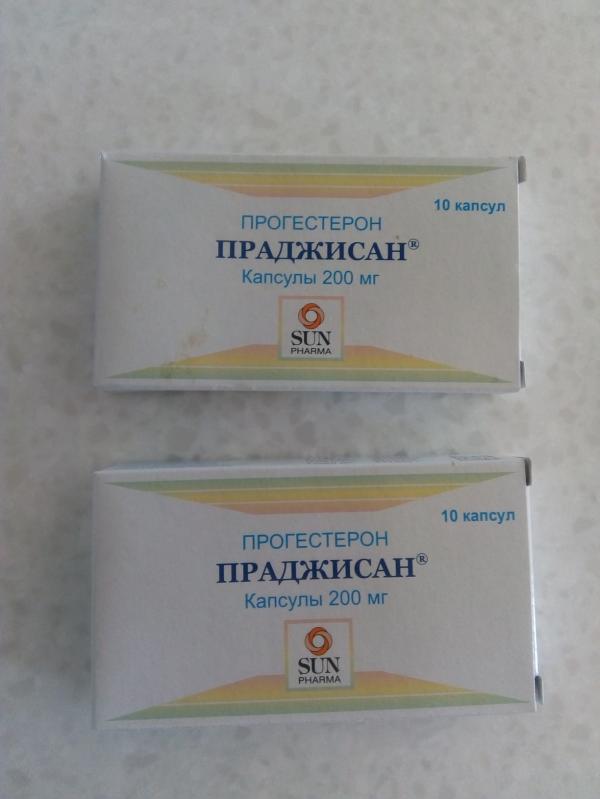 10 капсул
ПРОГЕСТЕРОН
ПРАДЖИСАН®
Капсулы 200 мг
SUN
PHARMA
10 капсул
ПРОГЕСТЕРОН
ПРАДЖИСАН®
Капсулы 200 мг
SUN
PHARMA